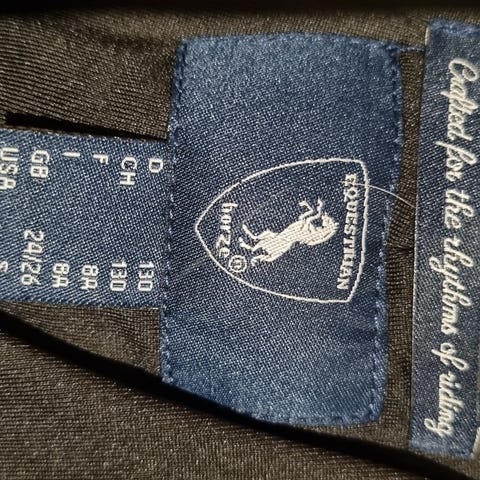 Crafted for the rhythms of riding
EQUESTRIAN
horze
D 130
CH 130
F 8A
I 8A
GB 24/26
USA S